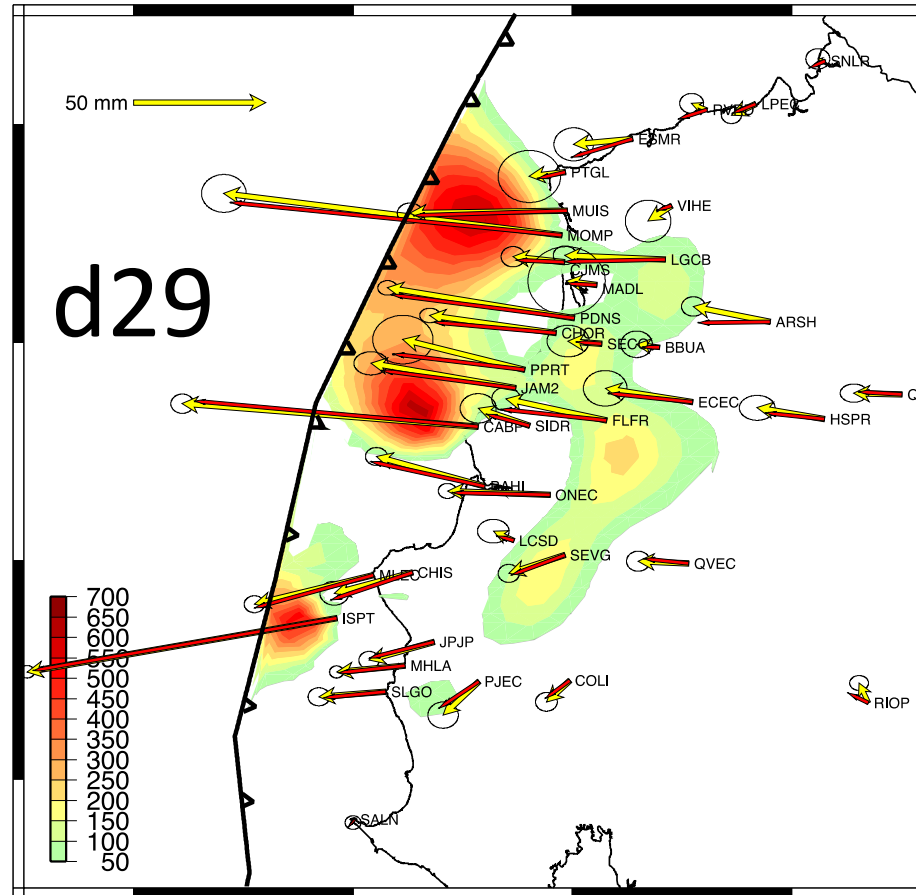 SNLR
50 mm
LPEC
ESMR
PTGL
VIHE
MUIS
MOMP
LGCB
CJMS
MADL
d29
PDNS
ARSH
CHOR
SECO
BBUA
PPRT
JAM2
ECEC
CABP
SIDR
FLFR
HSPR
ONEC
LCSD
SEVG
QVEC
CHIS
ISPT
JPJP
MHLA
SLGO
PJEC
COLI
RIOP
SALN
700
650
600
550
500
450
400
350
300
250
200
150
100
50